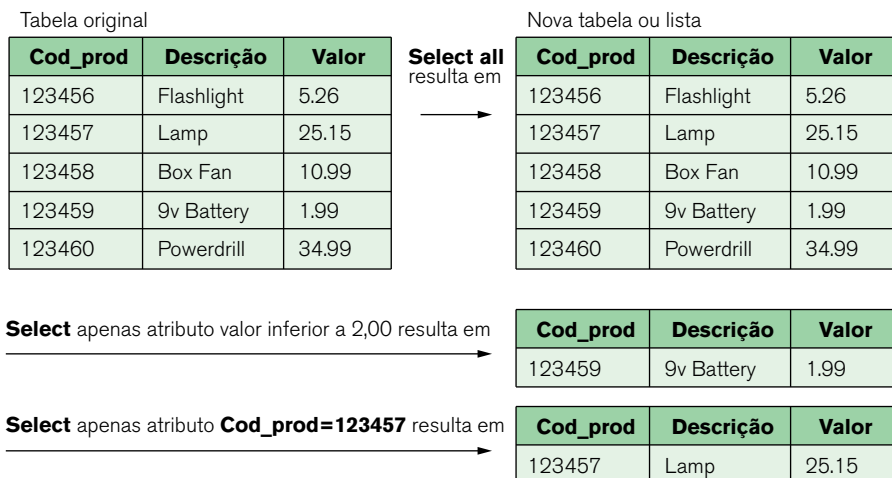 Tabela original
Cod_prod Descrição Valor
123456 Flashlight 5.26
123457 Lamp 25.15
123458 Box Fan 10.99
123459 9v Battery 1.99
123460 Powerdrill 34.99
Select all
resulta em
Nova tabela ou lista
Cod_prod Descrição Valor
123456 Flashlight 5.26
123457 Lamp 25.15
123458 Box Fan 10.99
123459 9v Battery 1.99
123460 Powerdrill 34.99
Select apenas atributo valor inferior a 2,00 resulta em
Cod_prod Descrição Valor
123459 9v Battery 1.99
Select apenas atributo Cod_prod=123457 resulta em
Cod_prod Descrição Valor
123457 Lamp 25.15